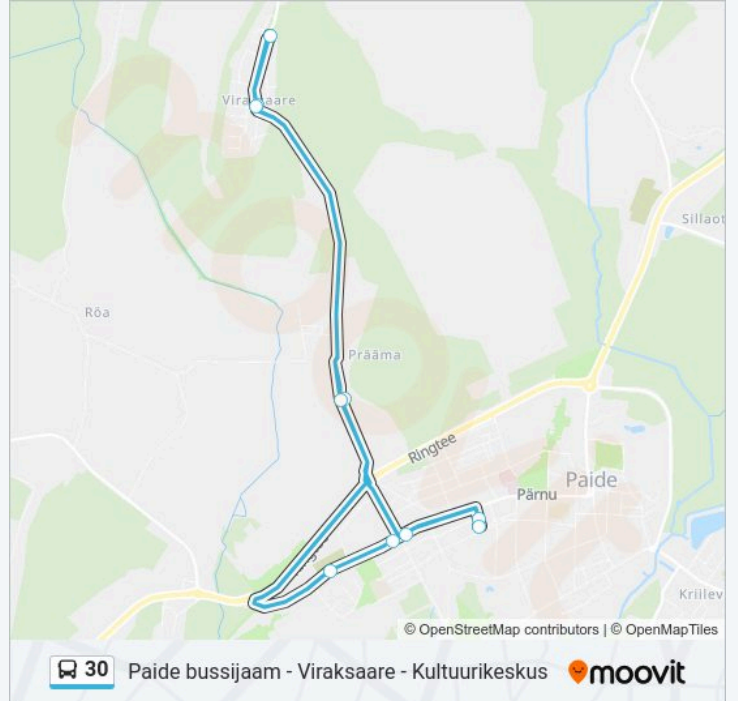 Viraksaare
Sillaot
Rõa
Prääma
Ringtee
Paide
Pärnu
Kriilev
© OpenStreetMap contributors | © OpenMapTiles
30 Paide bussijaam - Viraksaare - Kultuurikeskus moovit